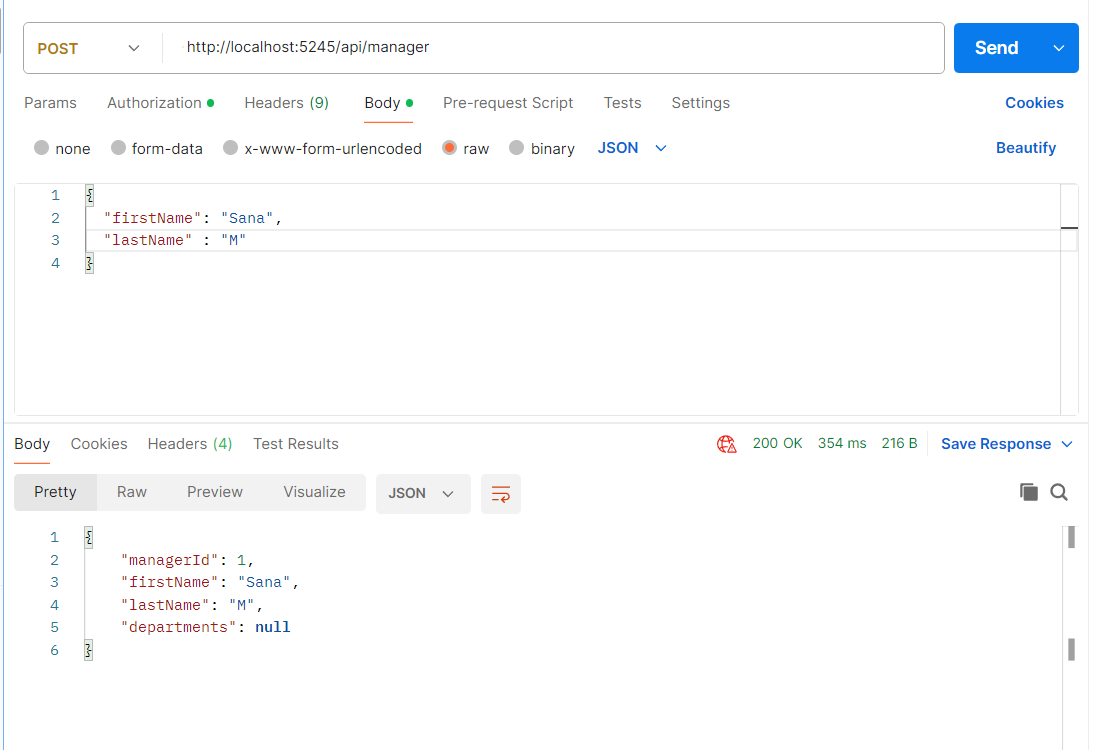 POST http://localhost:5245/api/manager Send
Params Authorization Headers (9) Body Pre-request Script Tests Settings Cookies
none form-data x-www-form-urlencoded raw binary JSON Beautify
1 {
2 "firstName": "Sana",
3 "lastName" : "M"
4 }
Body Cookies Headers (4) Test Results 200 OK 354 ms 216 B Save Response
Pretty Raw Preview Visualize JSON
1 {
2 "managerId": 1,
3 "firstName": "Sana",
4 "lastName": "M",
5 "departments": null
6 }